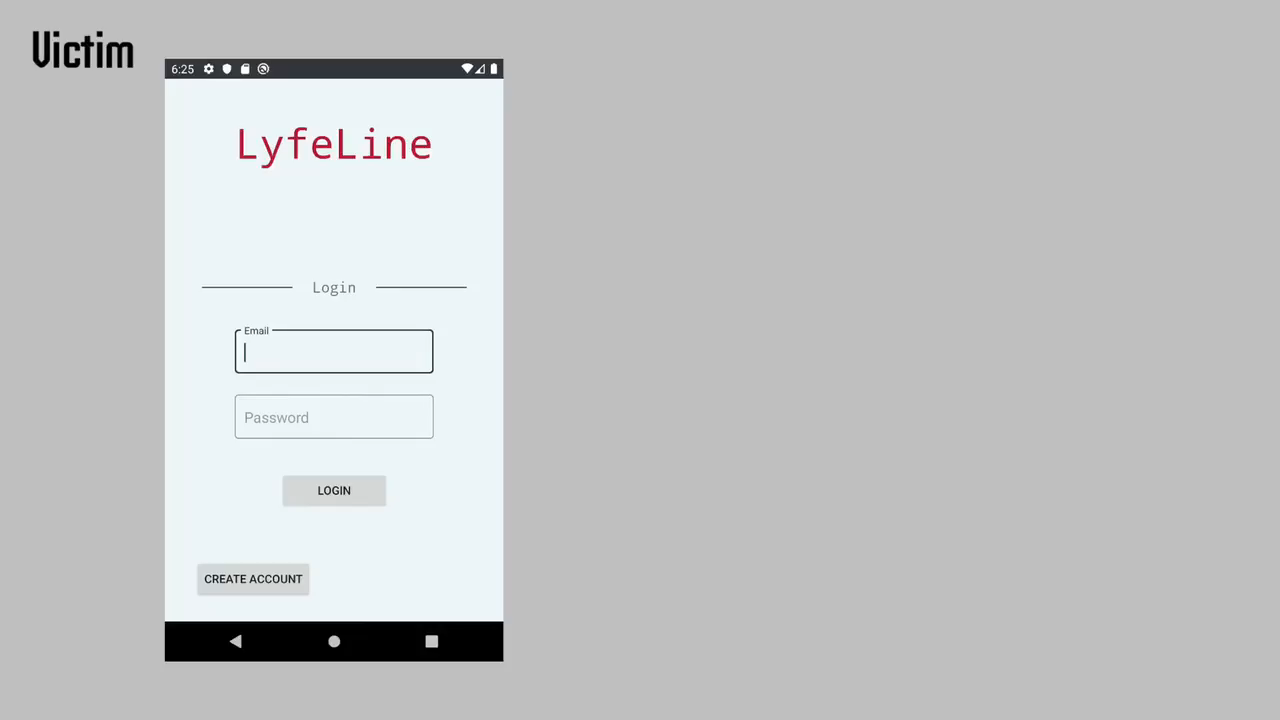 Victim
6:25
LyfeLine
Login
Email
Password
LOGIN
CREATE ACCOUNT